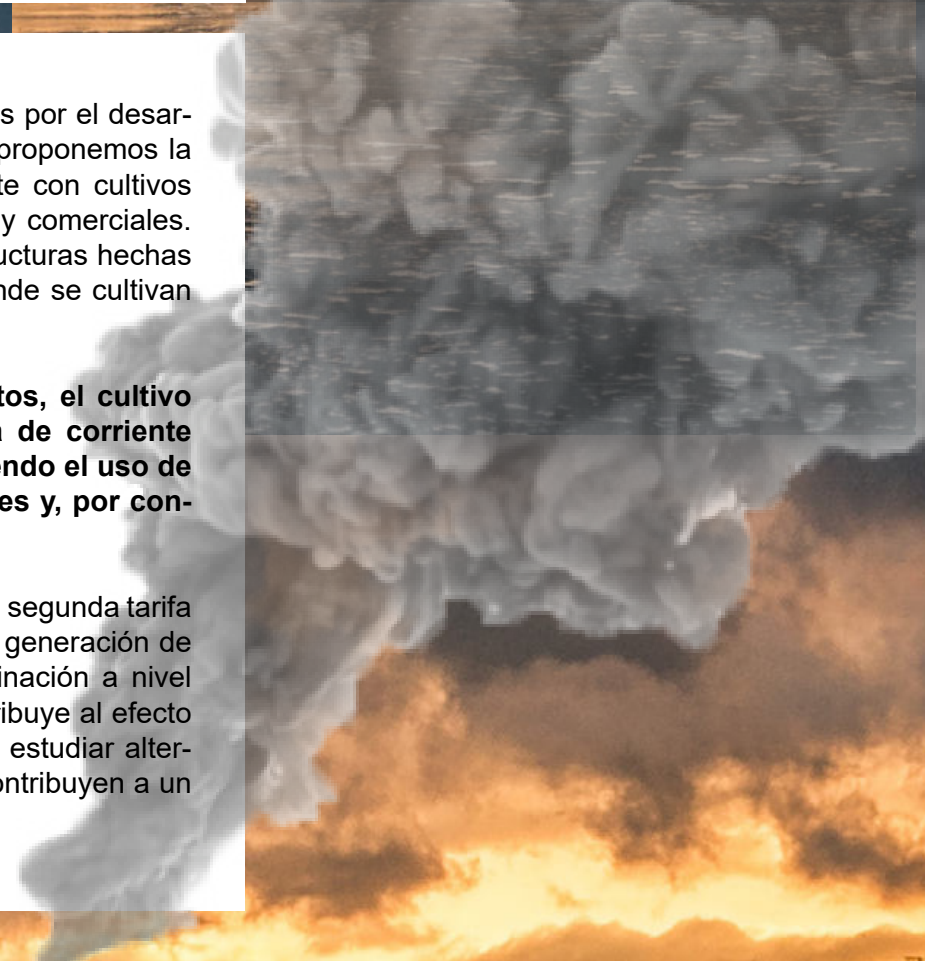 s por el desar-
proponemos la
te con cultivos
y comerciales.
ucturas hechas
nde se cultivan
tos, el cultivo
a de corriente
endo el uso de
es y, por con-
segunda tarifa
generación de
inación a nivel
ribuye al efecto
estudiar alter-
ontribuyen a un